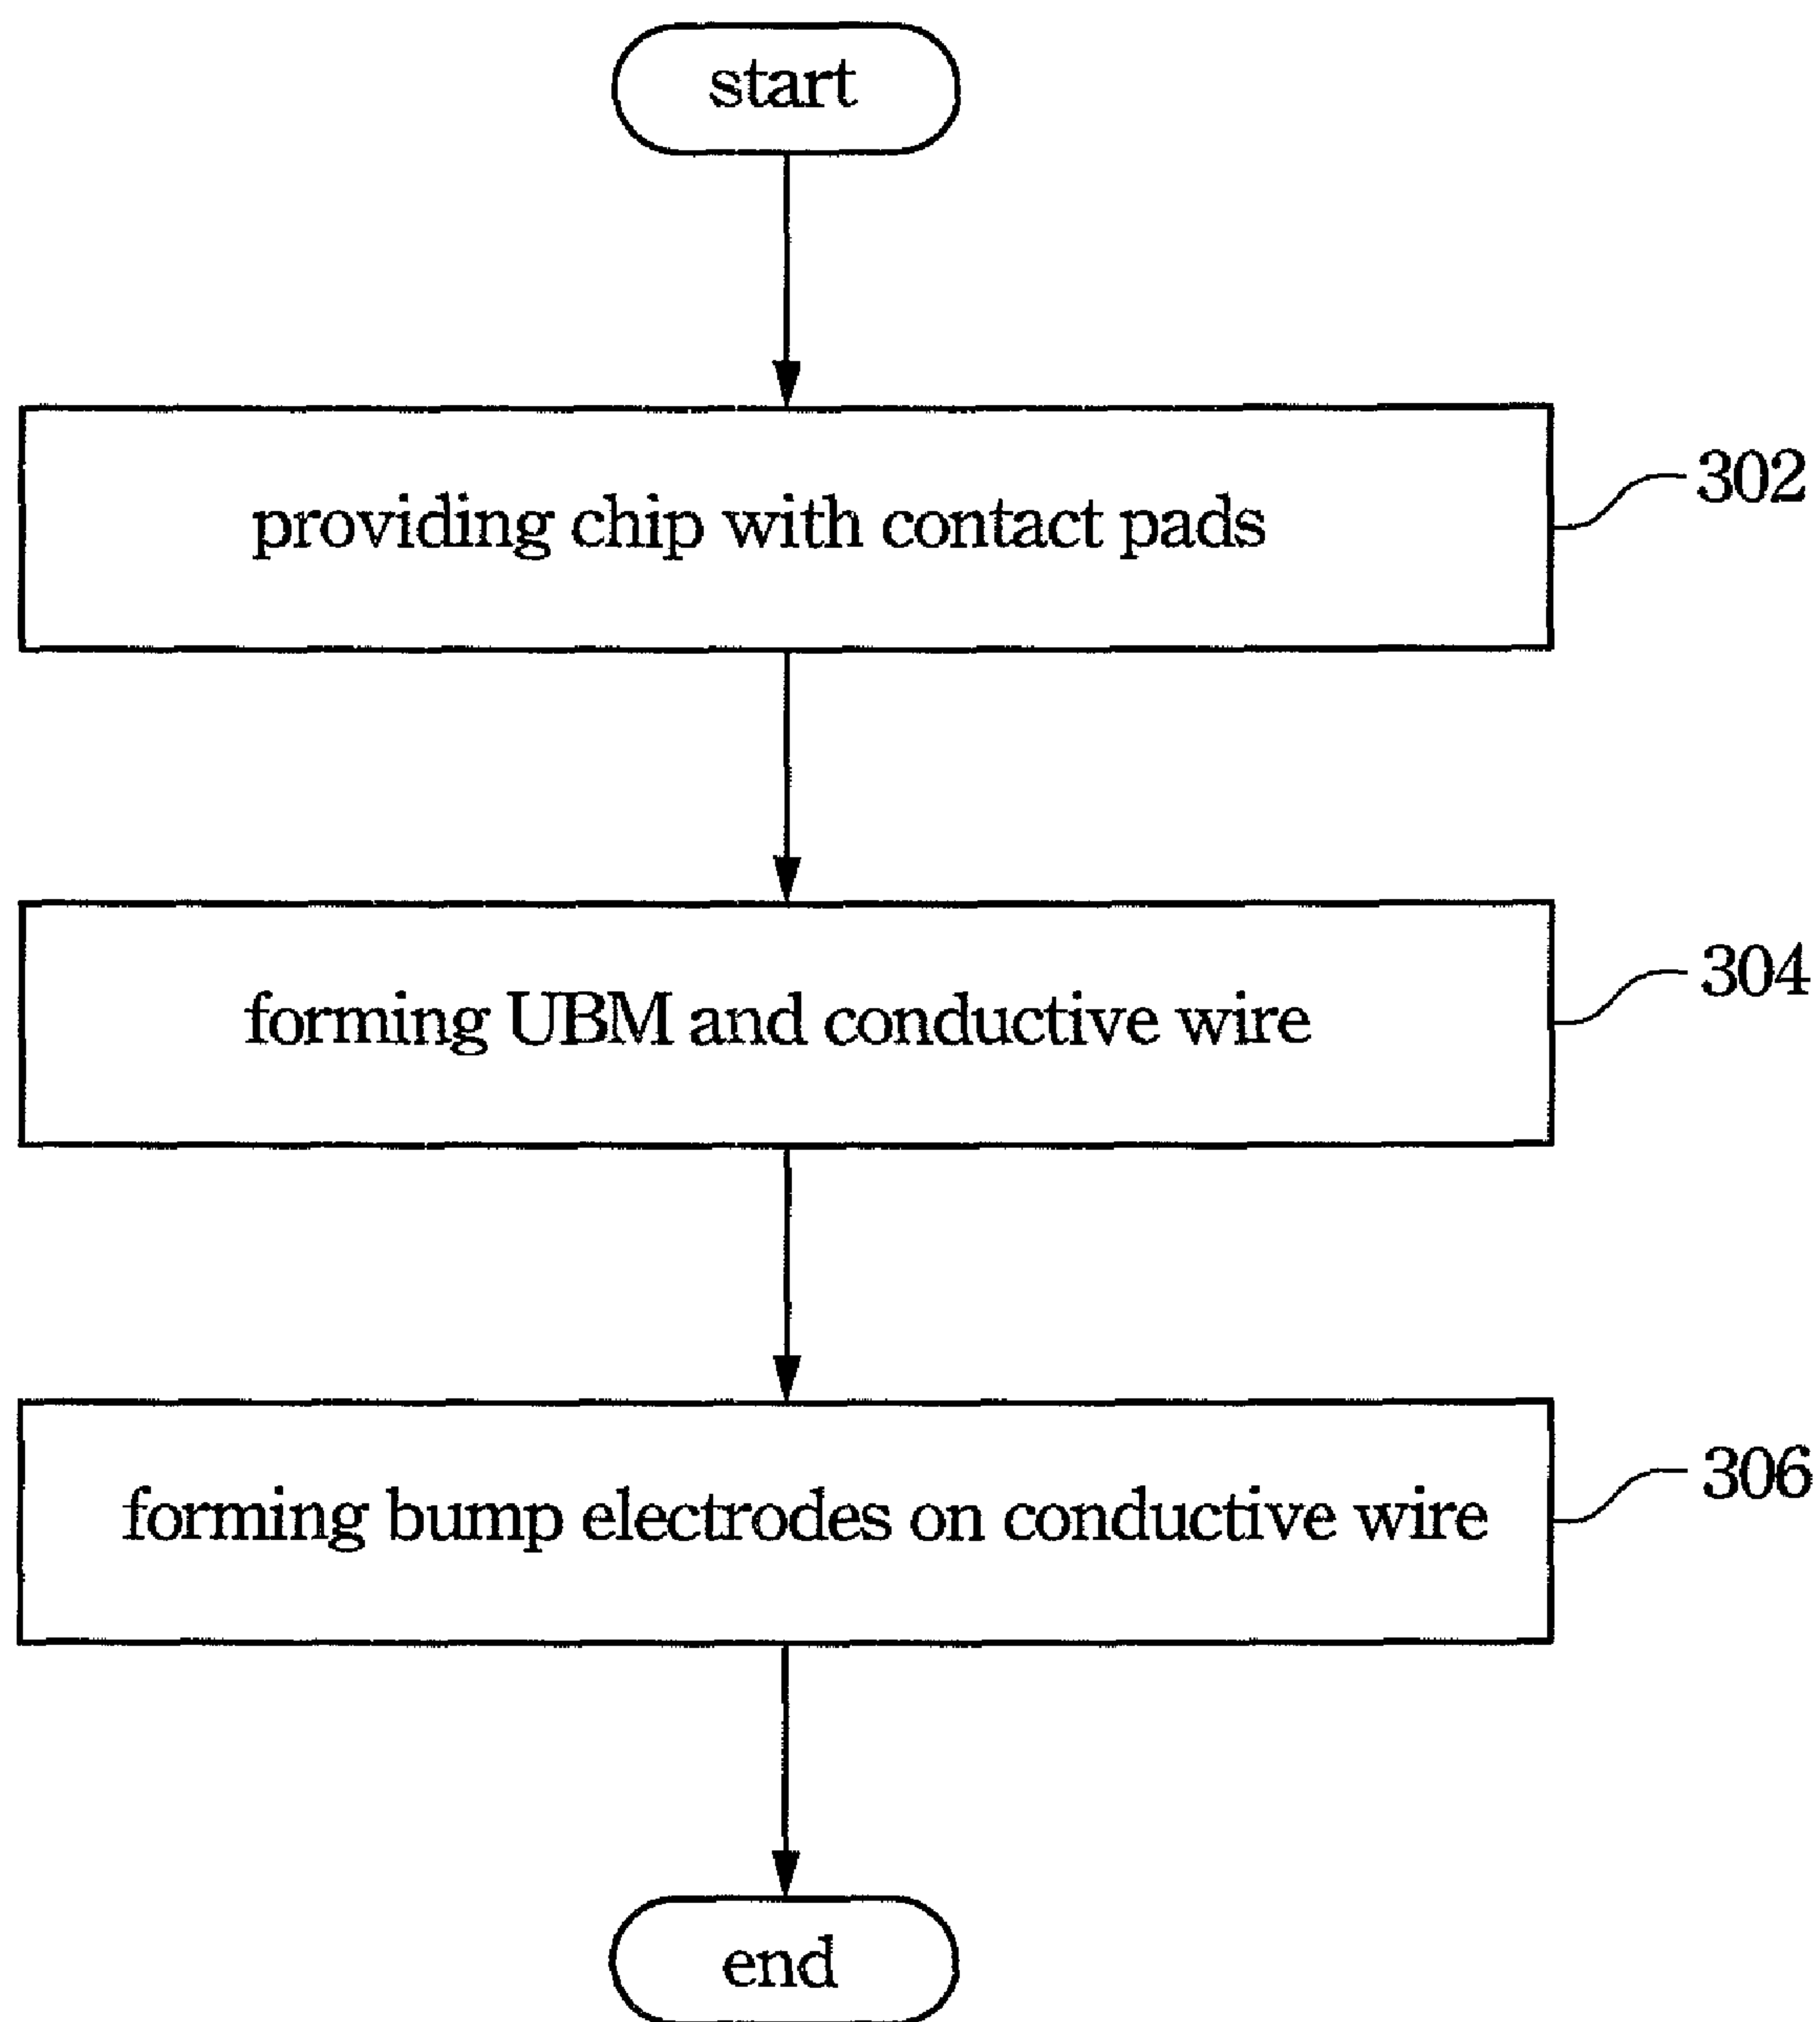 start
providing chip with contact pads
302
forming UBM and conductive wire
304
forming bump electrodes on conductive wire
306
end